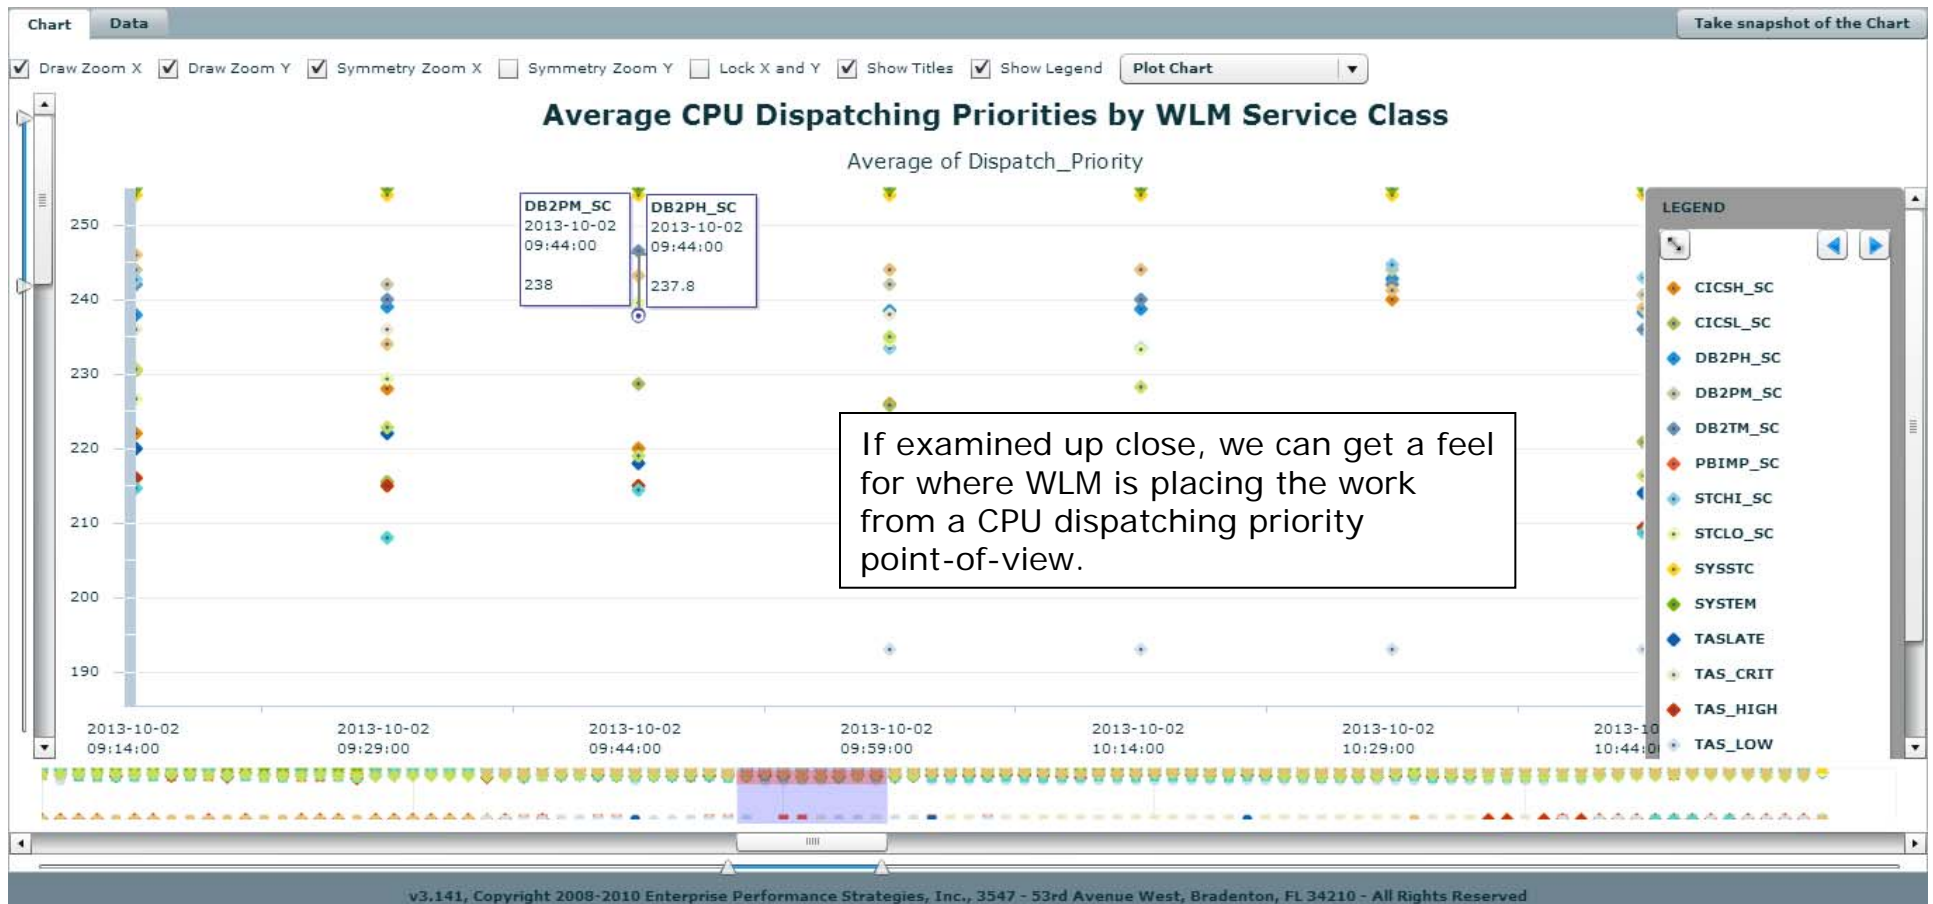 Chart Data Take snapshot of the Chart
Draw Zoom X Draw Zoom Y Symmetry Zoom X Symmetry Zoom Y Lock X and Y Show Titles Show Legend Plot Chart
Average CPU Dispatching Priorities by WLM Service Class
Average of Dispatch_Priority
250
240
230
220
210
200
190
DB2PM_SC
2013-10-02
09:44:00
238
DB2PH_SC
2013-10-02
09:44:00
237.8
If examined up close, we can get a feel
for where WLM is placing the work
from a CPU dispatching priority
point-of-view.
LEGEND
CICSH_SC
CICSL_SC
DB2PH_SC
DB2PM_SC
DB2TM_SC
PBIMP_SC
STCHI_SC
STCLO_SC
SYSSTC
SYSTEM
TASLATE
TAS_CRIT
TAS_HIGH
TAS_LOW
2013-10-02 2013-10-02 2013-10-02 2013-10-02 2013-10-02 2013-10-02 2013-10
09:14:00 09:29:00 09:44:00 09:59:00 10:14:00 10:29:00 10:44:0
v3.141, Copyright 2008-2010 Enterprise Performance Strategies, Inc., 3547 - 53rd Avenue West, Bradenton, FL 34210 - All Rights Reserved